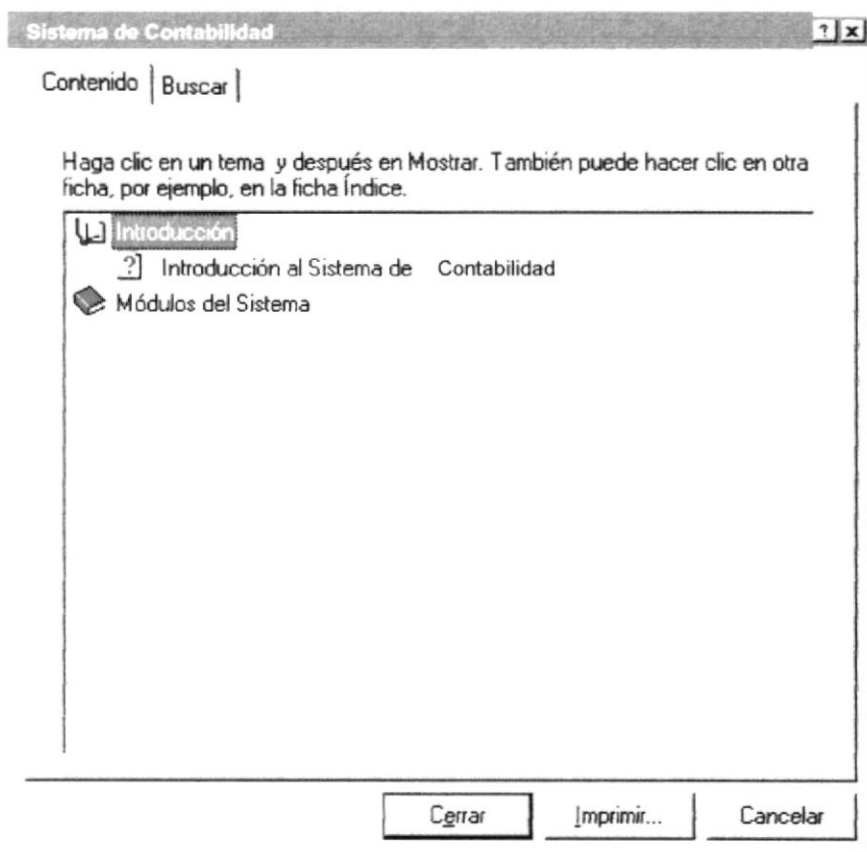 Sistema de Contabilidad
Contenido Buscar
Haga clic en un tema y después en Mostrar. También puede hacer clic en otra
ficha, por ejemplo, en la ficha Índice.
Introducción
Introducción al Sistema de Contabilidad
Módulos del Sistema
Cerrar Imprimir... Cancelar